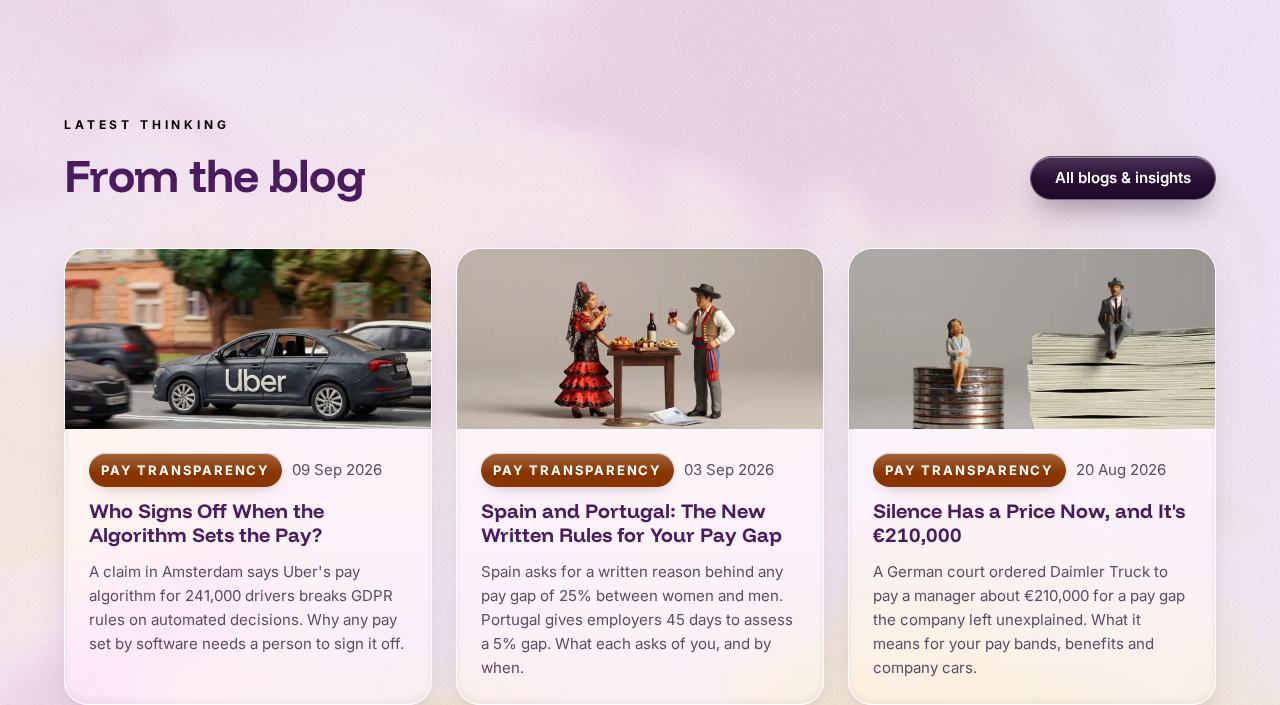 LATEST THINKING
From the blog
All blogs & insights
Uber
PAY TRANSPARENCY 09 Sep 2026
Who Signs Off When the
Algorithm Sets the Pay?
A claim in Amsterdam says Uber's pay
algorithm for 241,000 drivers breaks GDPR
rules on automated decisions. Why any pay
set by software needs a person to sign it off.
PAY TRANSPARENCY 03 Sep 2026
Spain and Portugal: The New
Written Rules for Your Pay Gap
Spain asks for a written reason behind any
pay gap of 25% between women and men.
Portugal gives employers 45 days to assess
a 5% gap. What each asks of you, and by
when.
PAY TRANSPARENCY 20 Aug 2026
Silence Has a Price Now, and It's
€210,000
A German court ordered Daimler Truck to
pay a manager about €210,000 for a pay gap
the company left unexplained. What it
means for your pay bands, benefits and
company cars.